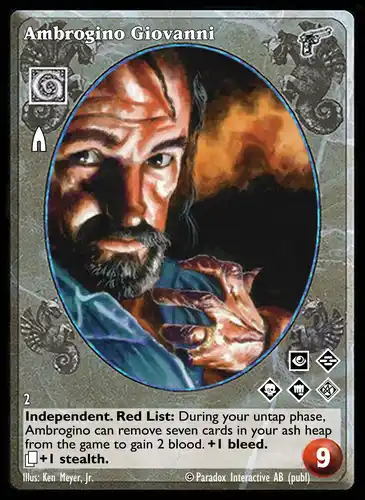 Ambrogino Giovanni
2
Independent. Red List: During your untap phase,
Ambrogino can remove seven cards in your ash heap
from the game to gain 2 blood. +1 bleed.
+1 stealth.
9
Illus: Ken Meyer, Jr. © Paradox Interactive AB (publ)